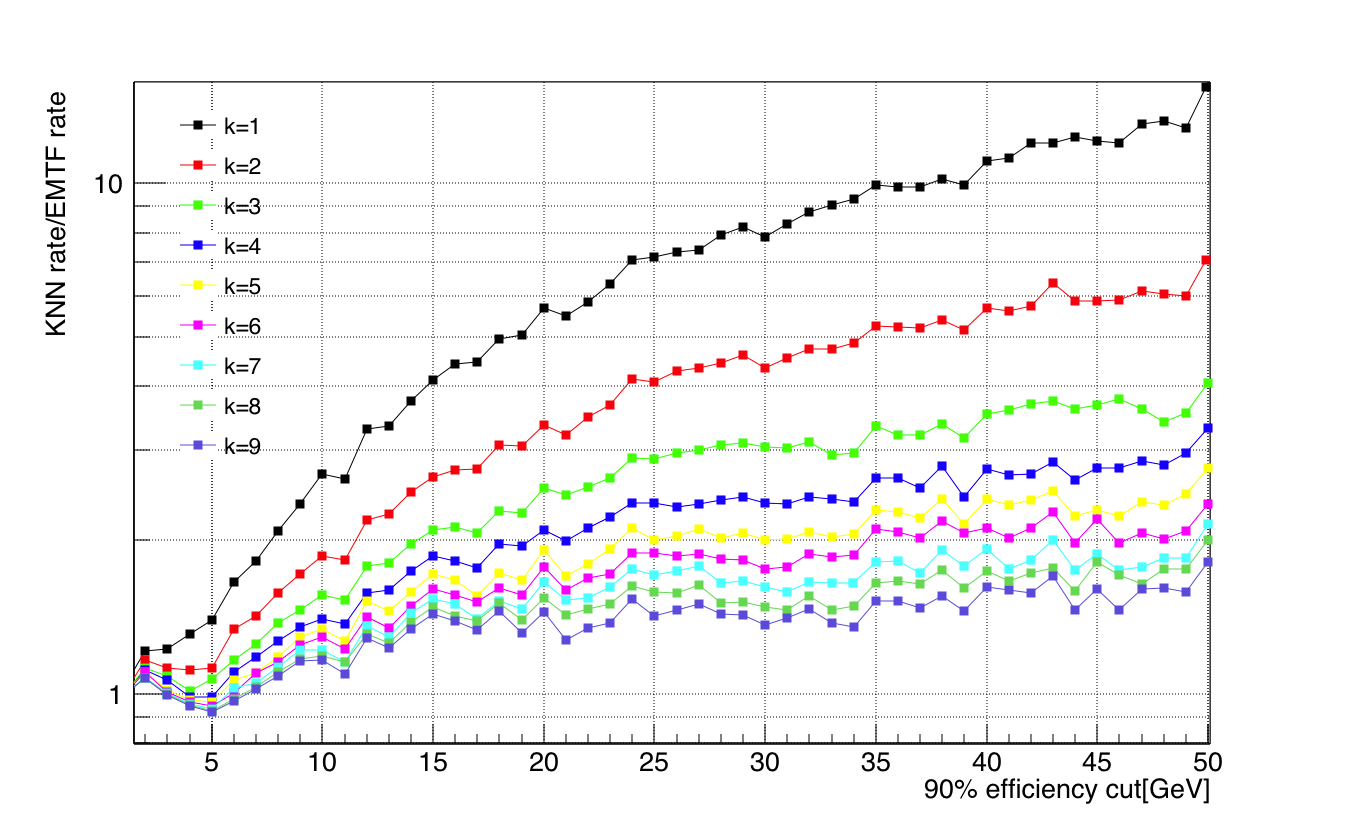 KNN rate/EMTF rate
k=1
k=2
k=3
k=4
k=5
k=6
k=7
k=8
k=9
10
1
5 10 15 20 25 30 35 40 45 50
90% efficiency cut[GeV]